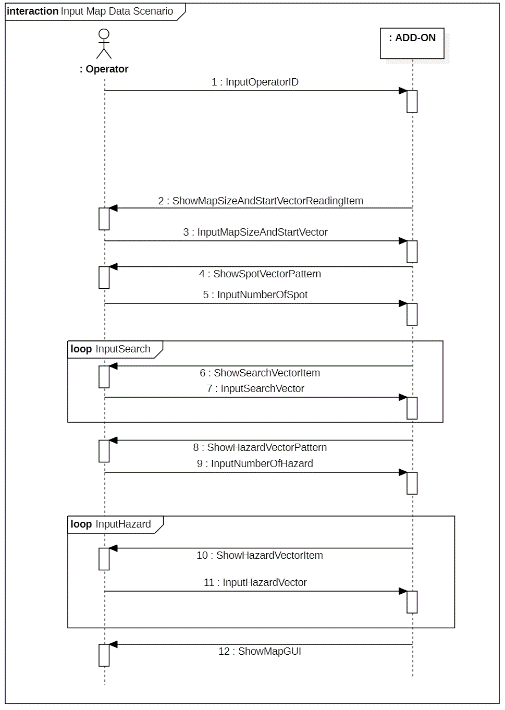 interaction Input Map Data Scenario
: Operator
: ADD-ON
1 : InputOperatorID
2 : ShowMapSizeAndStartVectorReadingItem
3 : InputMapSizeAndStartVector
4 : ShowSpotVectorPattern
5 : InputNumberOfSpot
loop InputSearch
6 : ShowSearchVectorItem
7 : InputSearchVector
8 : ShowHazardVectorPattern
9 : InputNumberOfHazard
loop InputHazard
10 : ShowHazardVectorItem
11 : InputHazardVector
12 : ShowMapGUI